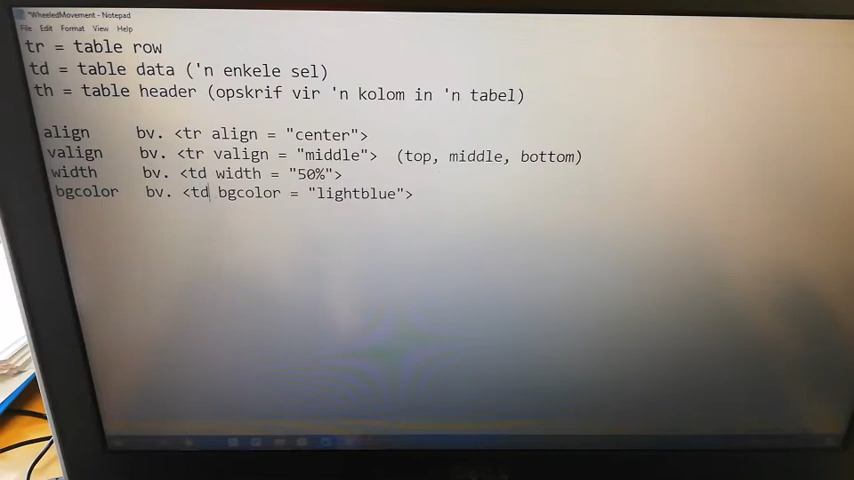 *WheeledMovement - Notepad
File Edit Format View Help
tr = table row
td = table data ('n enkele sel)
th = table header (opskrif vir 'n kolom in 'n tabel)
align bv. <tr align = "center">
valign bv. <tr valign = "middle"> (top, middle, bottom)
width bv. <td width = "50%">
bgcolor bv. <td bgcolor = "lightblue">